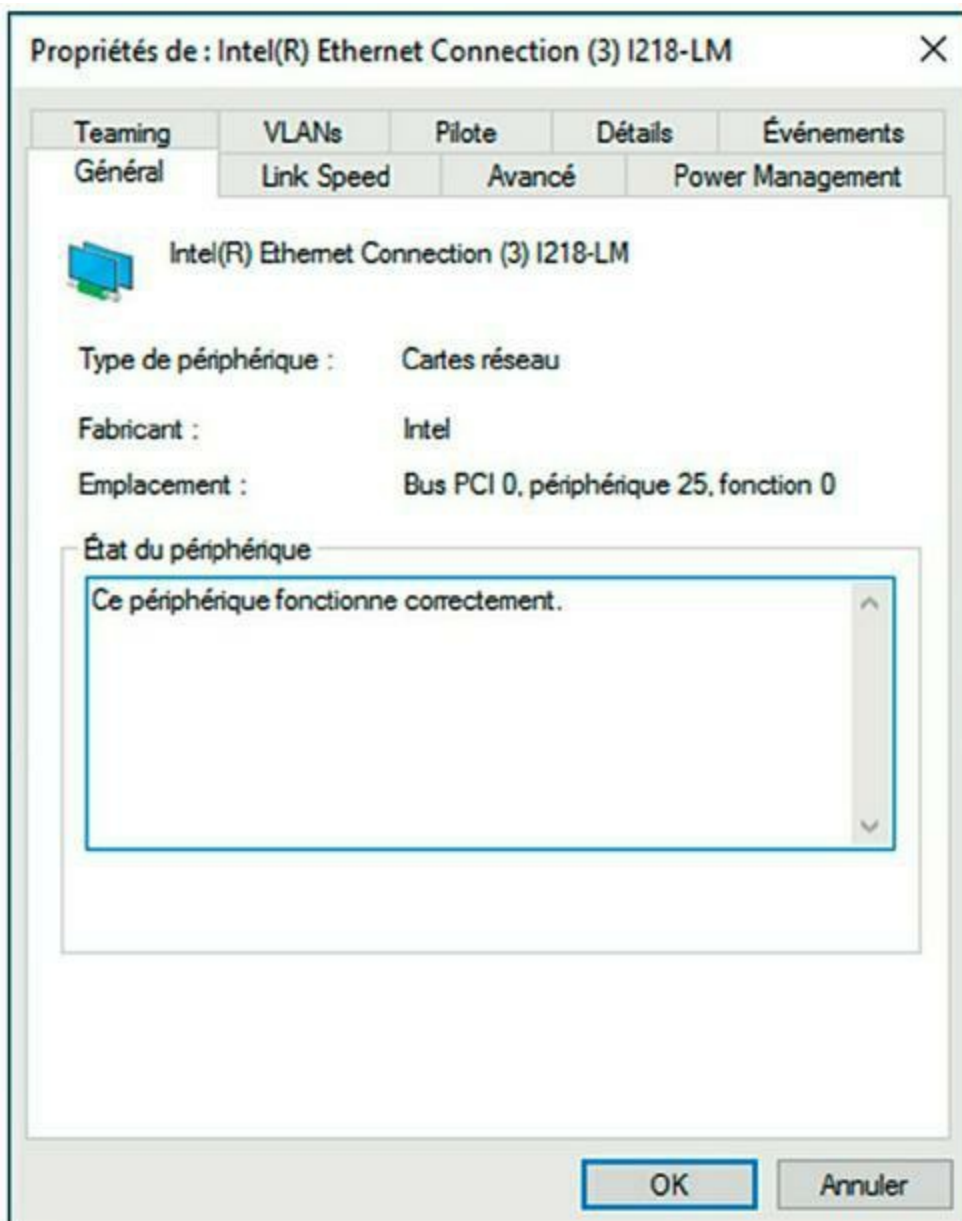 Propriétés de : Intel(R) Ethernet Connection (3) I218-LM
Teaming VLANs Pilote Détails Événements
Général Link Speed Avancé Power Management
Intel(R) Ethernet Connection (3) I218-LM
Type de périphérique : Cartes réseau
Fabricant : Intel
Emplacement : Bus PCI 0, périphérique 25, fonction 0
État du périphérique
Ce périphérique fonctionne correctement.
OK Annuler